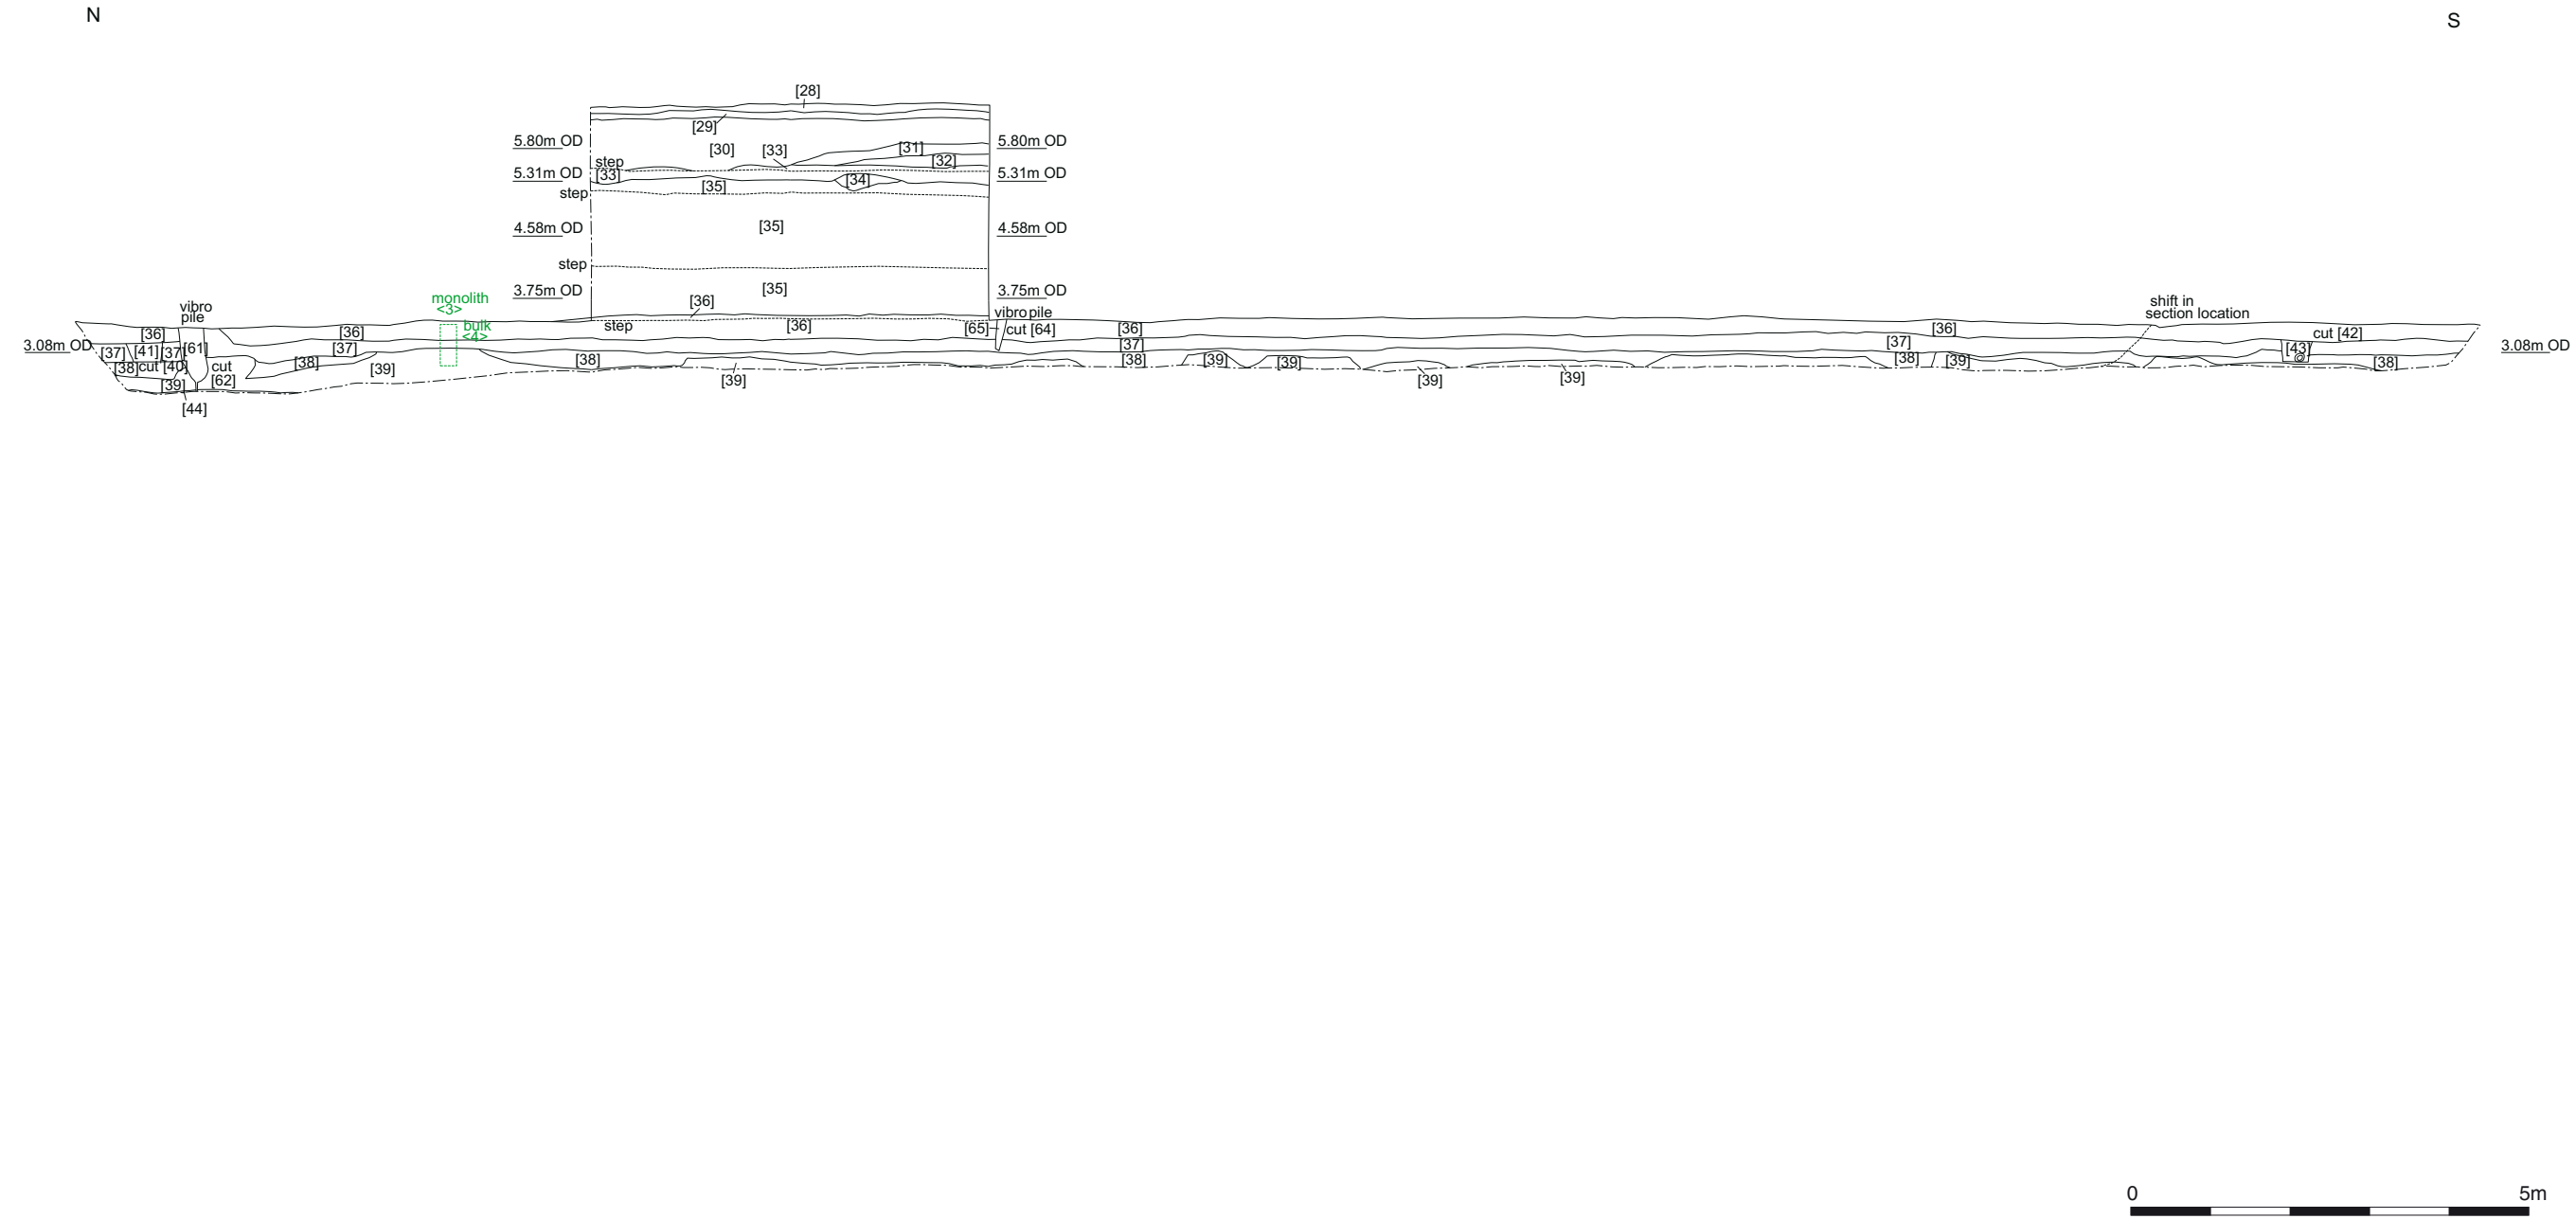 N
S
[28]
[29]
5.80m OD
5.80m OD
[30]
[33]
[31]
[32]
step
5.31m OD
[33]
[35]
[34]
5.31m OD
step
4.58m OD
[35]
4.58m OD
step
3.75m OD
[35]
3.75m OD
monolith
<3>
bulk
<4>
[36]
vibro
pile
vibro pile
shift in
section location
[36]
[36]
step
[36]
[65]
cut [64]
[36]
[36]
cut [42]
3.08m OD
[37]
[41]
[37]
[61]
[37]
[37]
[37]
[43]
3.08m OD
[38]
cut [40]
cut
[62]
[38]
[39]
[38]
[38]
[39]
[39]
[38]
[39]
[38]
[39]
[39]
[39]
[39]
[44]
0
5m